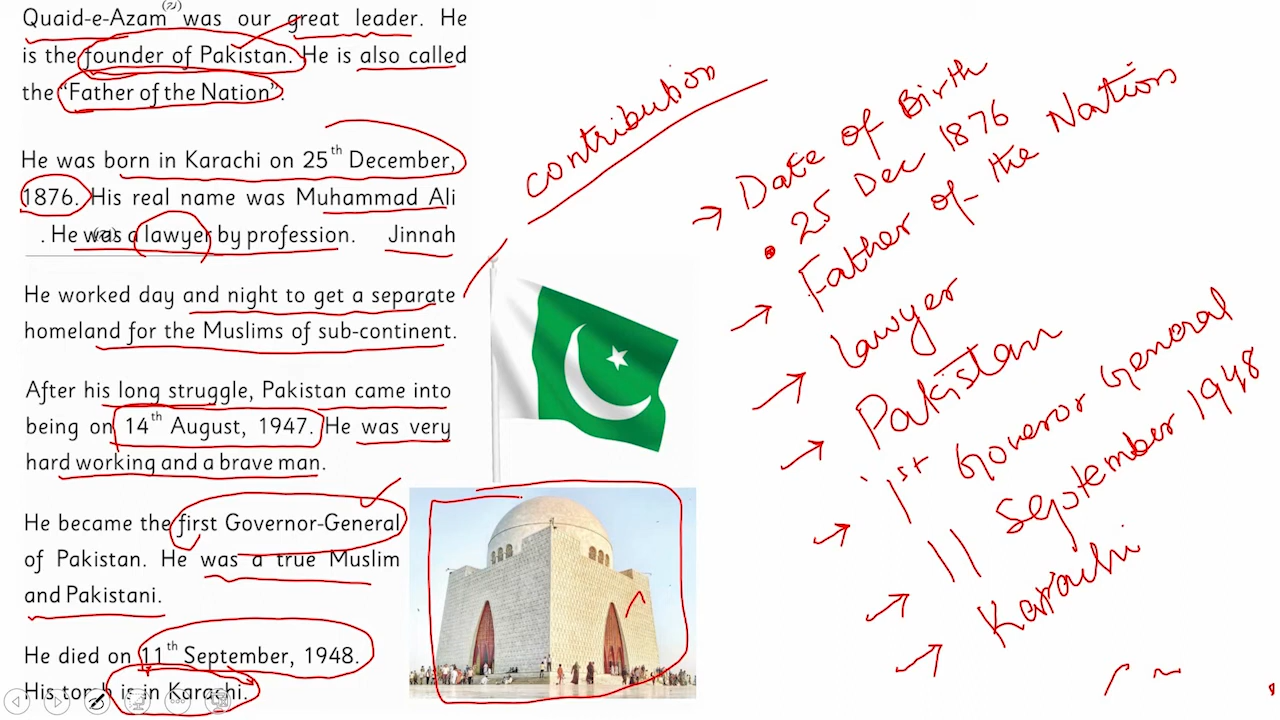 Quaid-e-Azam was our great leader. He
is the founder of Pakistan. He is also called
the "Father of the Nation".
He was born in Karachi on 25th December,
1876. His real name was Muhammad Ali
. He was a lawyer by profession. Jinnah
He worked day and night to get a separate
homeland for the Muslims of sub-continent.
After his long struggle, Pakistan came into
being on 14th August, 1947. He was very
hard working and a brave man.
He became the first Governor-General
of Pakistan. He was a true Muslim
and Pakistani.
He died on 11th September, 1948.
His tomb is in Karachi.
contribution
→ Date of Birth
• 25 Dec 1876
→ Father of the Nation
→ Lawyer
→ Pakistan
→ 1st Governor General
→ 11 September 1948
→ Karachi